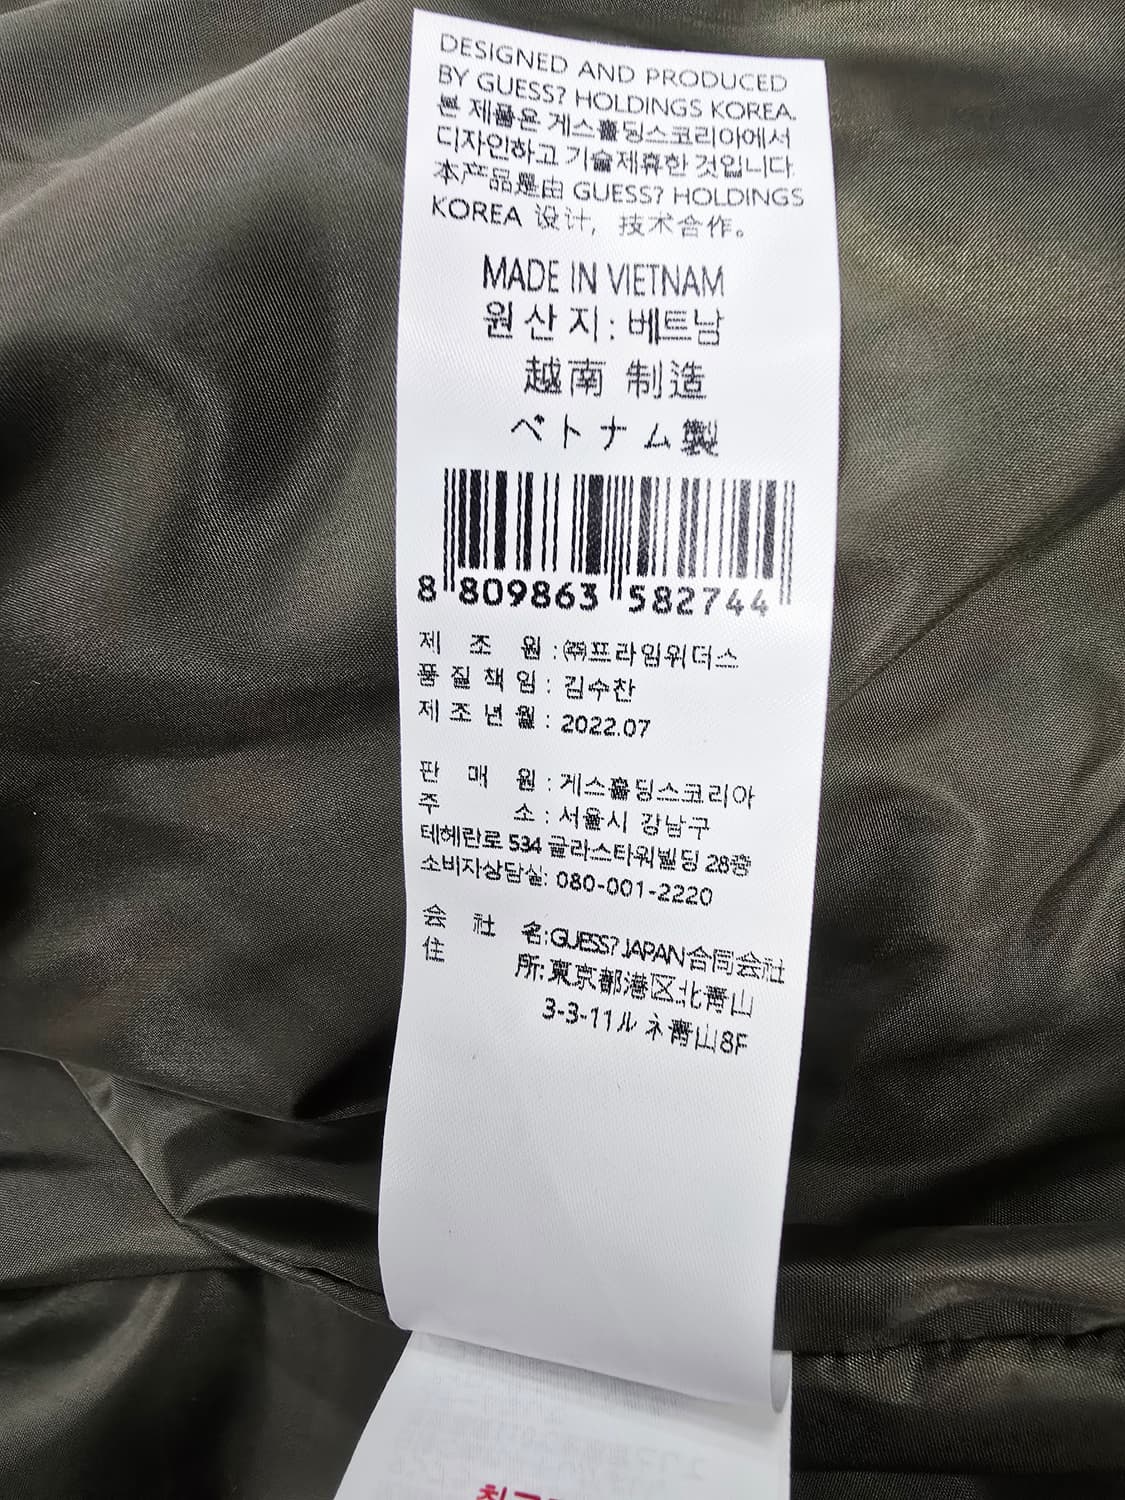 DESIGNED AND PRODUCED
BY GUESS? HOLDINGS KOREA.
본 제품은 게스홀딩스코리아에서
디자인하고 기술제휴한 것입니다.
本产品是由 GUESS? HOLDINGS
KOREA 设计, 技术合作。
MADE IN VIETNAM
원산지 : 베트남
越南 制造
ベトナム製
8 809863 582744
제 조 원 : ㈜프라임위더스
품질책임 : 김수찬
제조년월 : 2022.07
판 매 원 : 게스홀딩스코리아
주 소 : 서울시 강남구
테헤란로 534 글라스타워빌딩 28층
소비자상담실: 080-001-2220
会 社 名:GUESS? JAPAN合同会社
住 所:東京都港区北青山
3-3-11ルネ青山8F